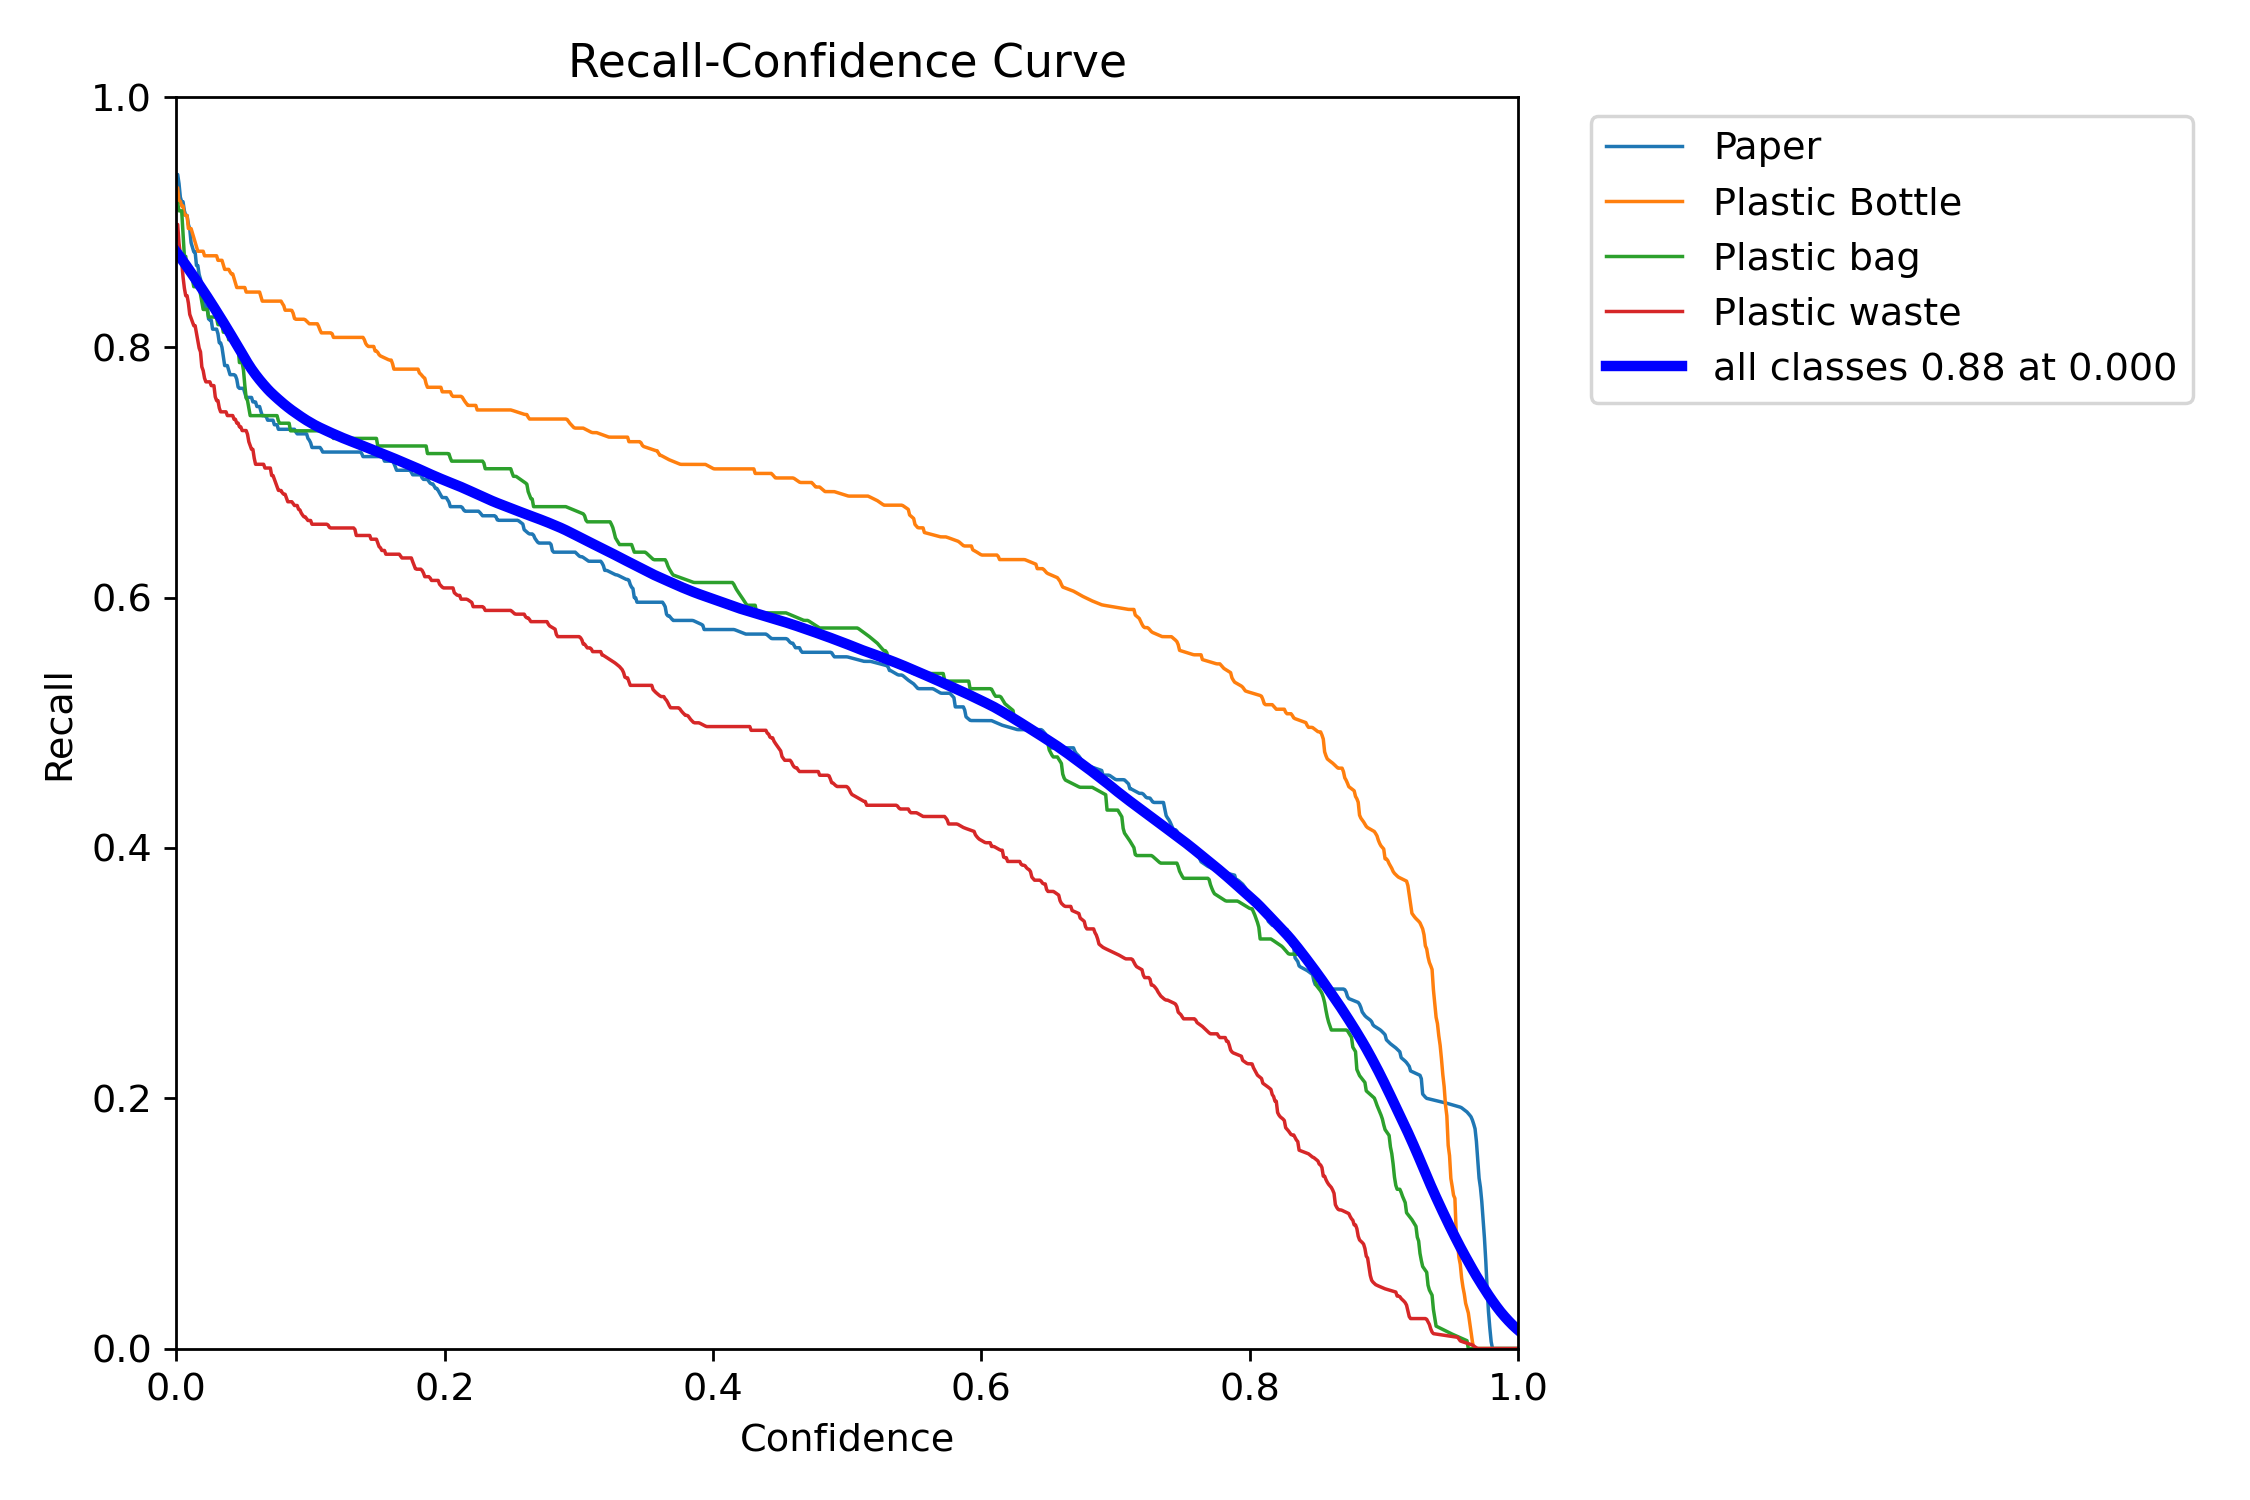 Recall-Confidence Curve
1.0
0.8
0.6
0.4
0.2
0.0
Recall
0.0 0.2 0.4 0.6 0.8 1.0
Confidence
Paper
Plastic Bottle
Plastic bag
Plastic waste
all classes 0.88 at 0.000